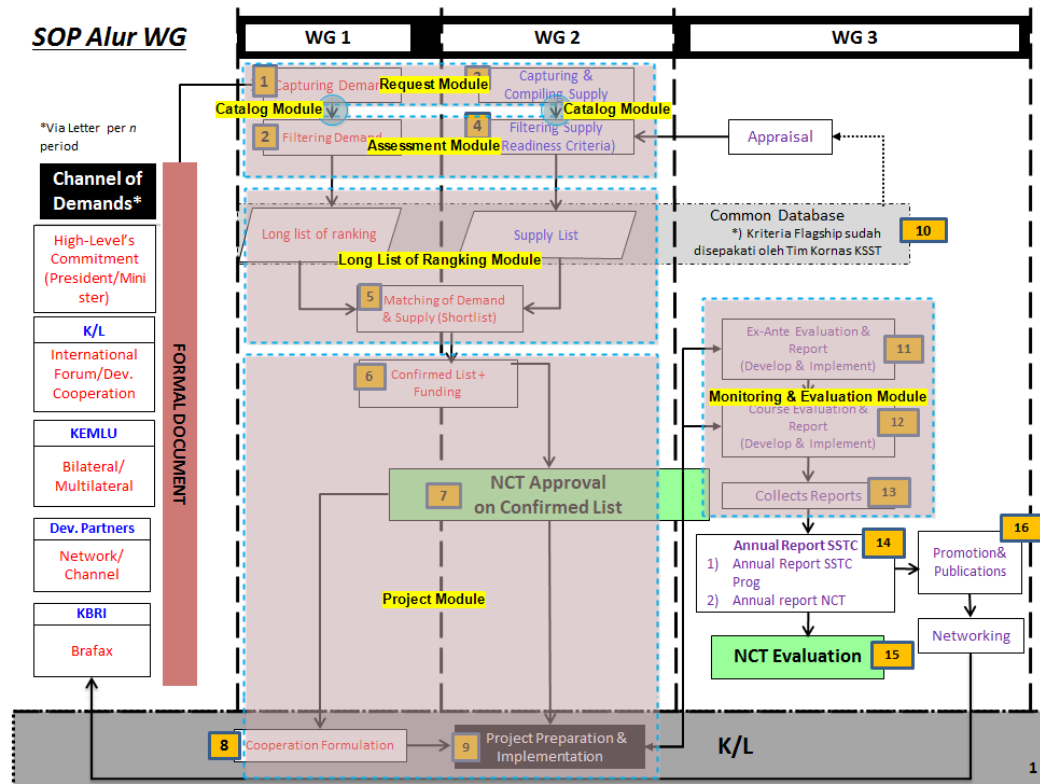 SOP Alur WG
WG 1
WG 2
WG 3
1
Capturing Demand
Request Module
Capturing &
Compiling Supply
Catalog Module
Catalog Module
2
Filtering Demand
Assessment Module
4
Filtering Supply
Readiness Criteria)
Appraisal
*Via Letter per n
period
Channel of
Demands*
High-Level's
Commitment
(President/Mini
ster)
K/L
International
Forum/Dev.
Cooperation
KEMLU
Bilateral/
Multilateral
Dev. Partners
Network/
Channel
KBRI
Brafax
FORMAL DOCUMENT
Long list of ranking
Supply List
Long List of Rangking Module
Common Database
*) Kriteria Flagship sudah
disepakati oleh Tim Kornas KSST
10
5
Matching of Demand
& Supply (Shortlist)
6
Confirmed List +
Funding
7
NCT Approval
on Confirmed List
Project Module
8
Cooperation Formulation
9
Project Preparation &
Implementation
Ex-Ante Evaluation &
Report
(Develop & Implement)
11
Monitoring & Evaluation Module
Course Evaluation &
Report
(Develop & Implement)
12
Collects Reports
13
Annual Report SSTC
1) Annual Report SSTC
Prog
2) Annual report NCT
14
NCT Evaluation
15
16
Promotion&
Publications
Networking
K/L
1